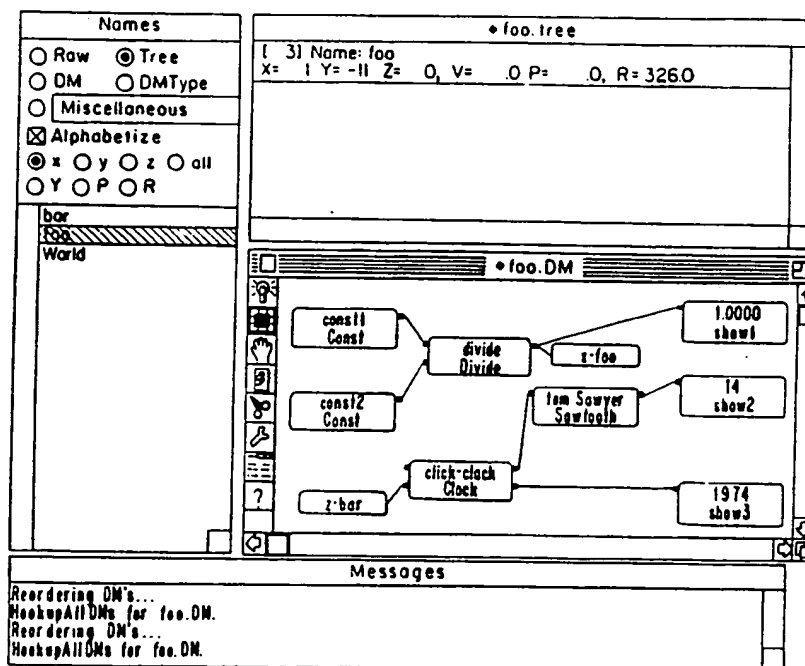 Names
Raw Tree
DM DMType
Miscellaneous
Alphabetize
x y z all
Y P R
bar
foo
World
foo.tree
[ 3] Name: foo
X= 1 Y= -11 Z= 0, V= .0 P= .0, R= 326.0
foo.DM
const1
Const
const2
Const
divide
Divide
z-bar
click-clack
Clock
tom Sawyer
Sawtooth
1.0000
show1
14
show2
1974
show3
?
Messages
Reordering DM's...
HookupAllDMs for foo.DM.
Reordering DM's...
HookupAllDMs for foo.DM.